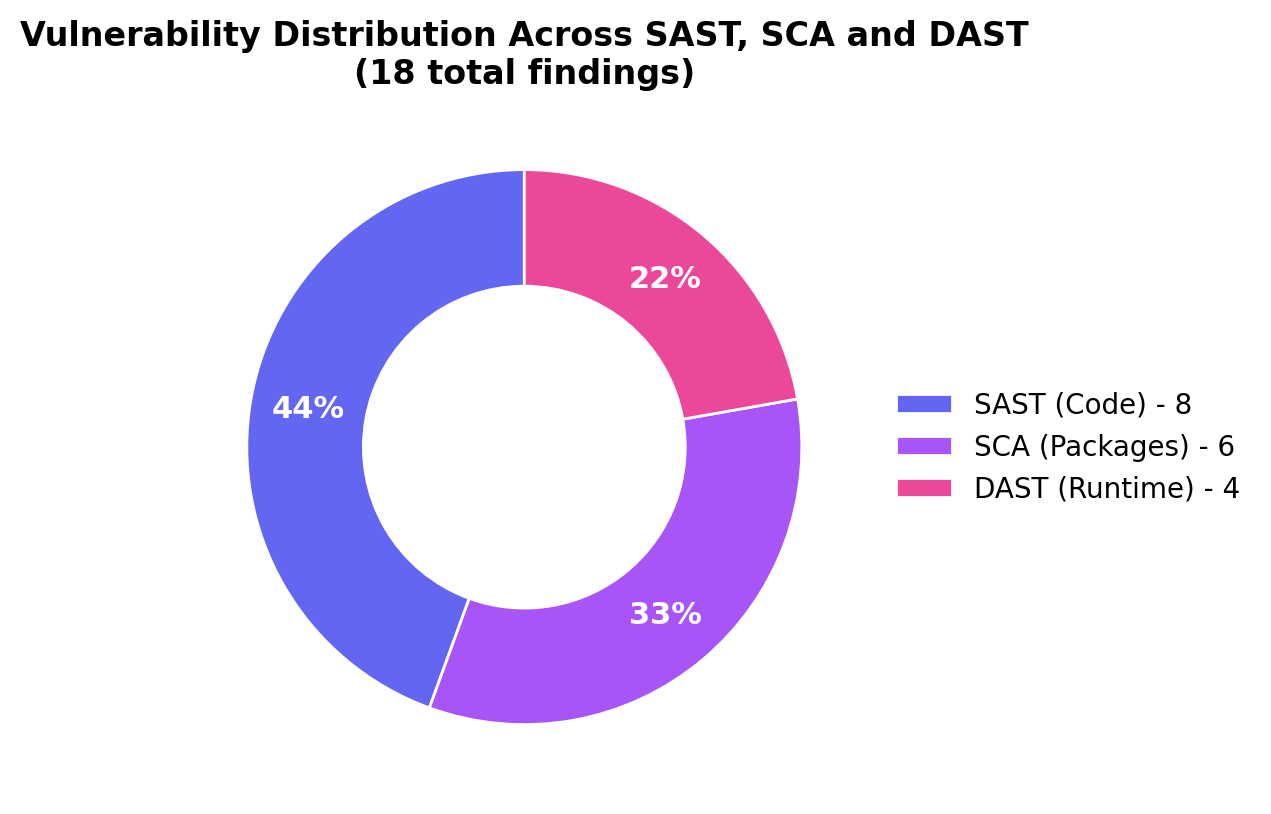 Vulnerability Distribution Across SAST, SCA and DAST
(18 total findings)
22%
44%
33%
SAST (Code) - 8
SCA (Packages) - 6
DAST (Runtime) - 4